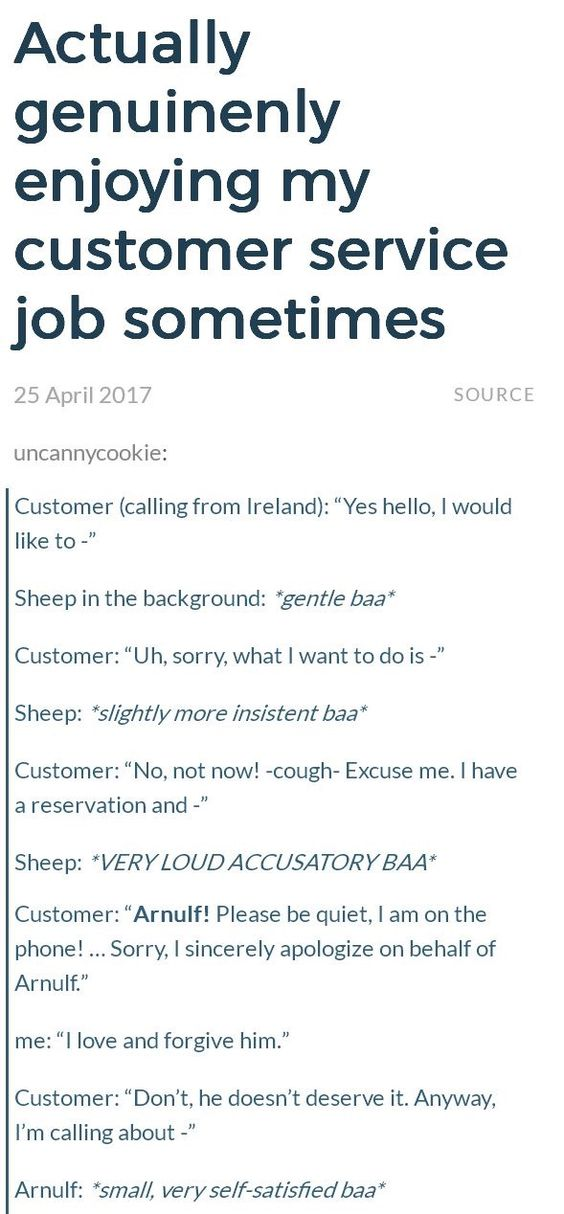 Actually
genuinenly
enjoying my
customer service
job sometimes
25 April 2017 SOURCE
uncannycookie:
Customer (calling from Ireland): “Yes hello, I would
like to -”
Sheep in the background: *gentle baa*
Customer: “Uh, sorry, what I want to do is -”
Sheep: *slightly more insistent baa*
Customer: “No, not now! -cough- Excuse me. I have
a reservation and -”
Sheep: *VERY LOUD ACCUSATORY BAA*
Customer: “Arnulf! Please be quiet, I am on the
phone! … Sorry, I sincerely apologize on behalf of
Arnulf.”
me: “I love and forgive him.”
Customer: “Don’t, he doesn’t deserve it. Anyway,
I’m calling about -”
Arnulf: *small, very self-satisfied baa*